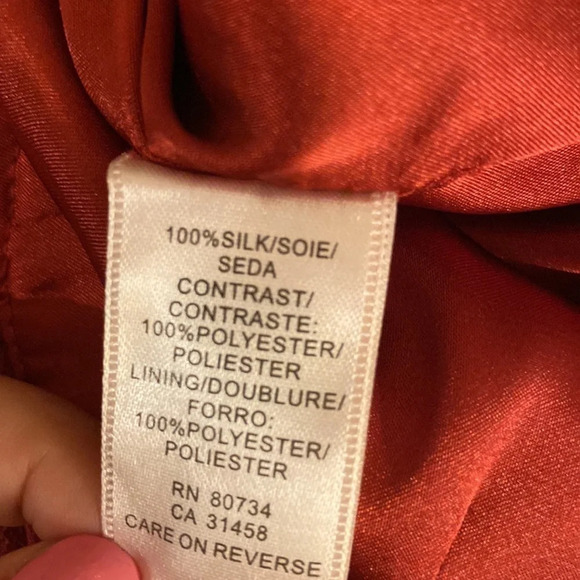 100%SILK/SOIE/
SEDA
CONTRAST/
CONTRASTE:
100%POLYESTER/
POLIESTER
LINING/DOUBLURE/
FORRO:
100%POLYESTER/
POLIESTER
RN 80734
CA 31458
CARE ON REVERSE